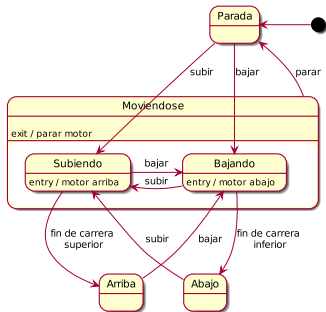 Parada
subir
bajar
parar
Moviendose
exit / parar motor
Subiendo
entry / motor arriba
bajar
subir
Bajando
entry / motor abajo
fin de carrera
superior
subir
bajar
fin de carrera
inferior
Arriba
Abajo